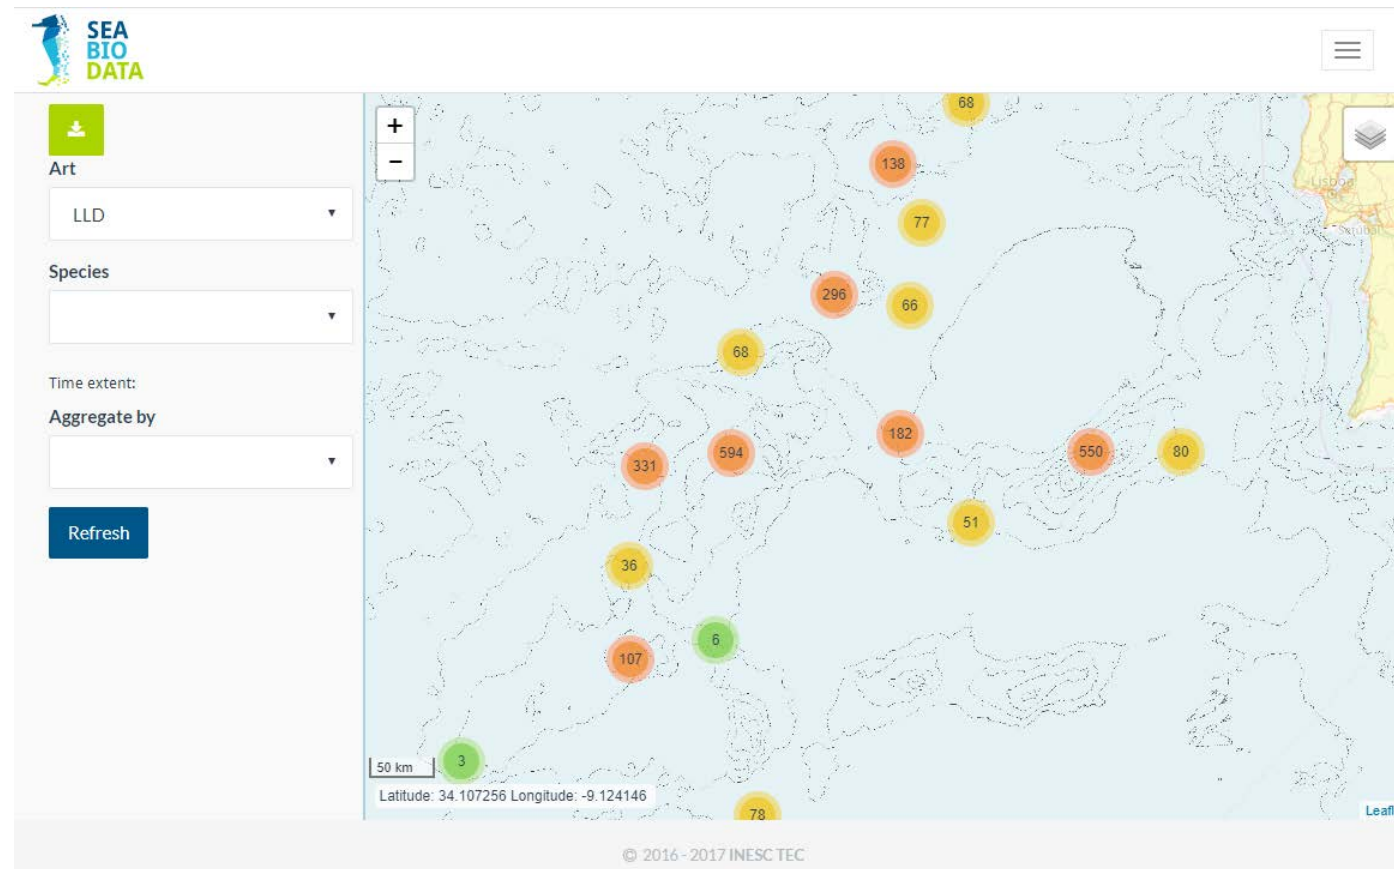 SEA
BIO
DATA
Art
LLD
Species
Time extent:
Aggregate by
Refresh
+
−
68
138
77
296
66
68
182
594
331
550
80
51
36
6
107
3
78
Lisboa
Setúbal
50 km
Latitude: 34.107256 Longitude: -9.124146
Leafl
© 2016 - 2017 INESC TEC